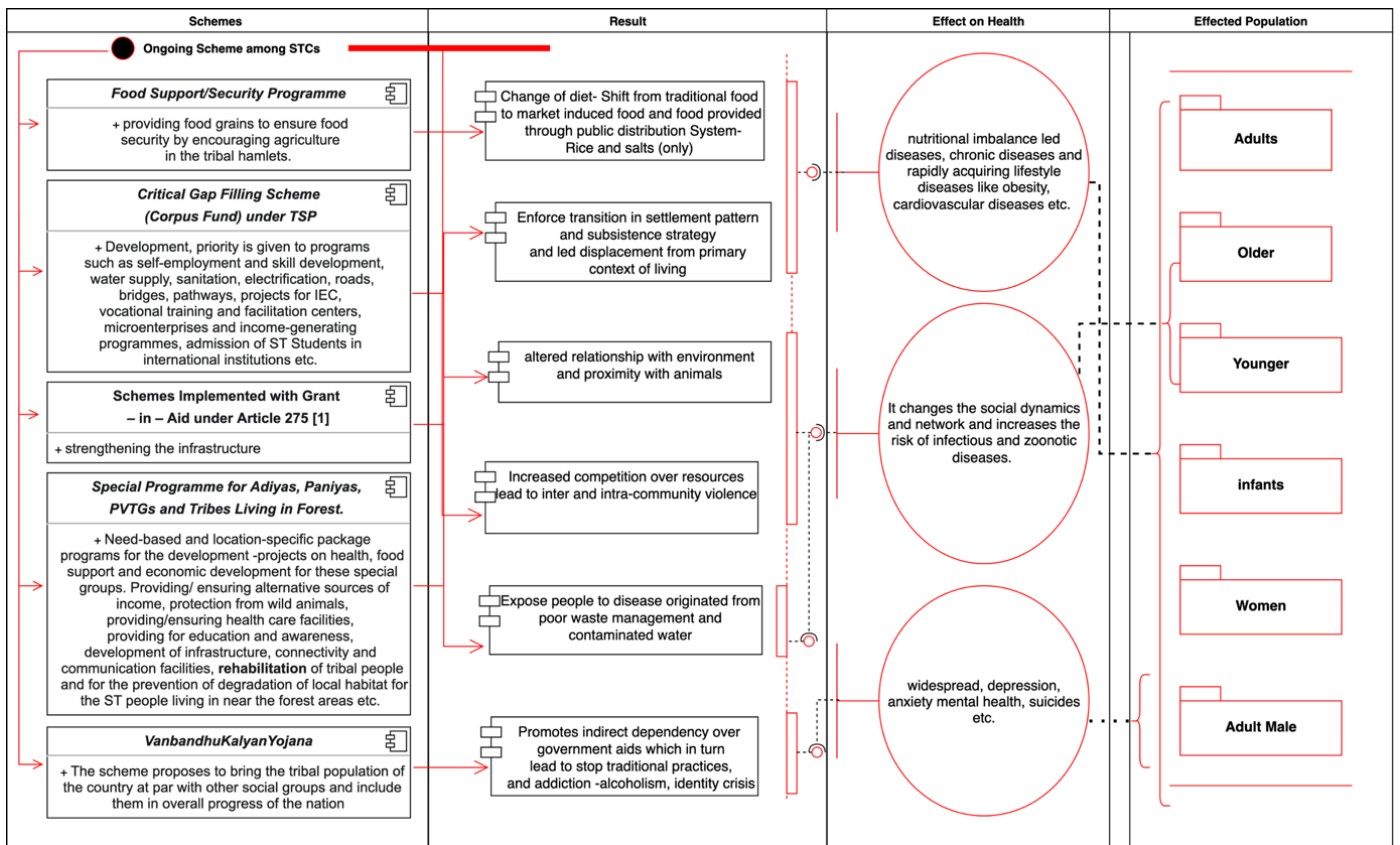 Schemes
Result
Effect on Health
Effected Population
Ongoing Scheme among STCs
Food Support/Security Programme
+ providing food grains to ensure food
security by encouraging agriculture
in the tribal hamlets.
Critical Gap Filling Scheme
(Corpus Fund) under TSP
+ Development, priority is given to programs
such as self-employment and skill development,
water supply, sanitation, electrification, roads,
bridges, pathways, projects for IEC,
vocational training and facilitation centers,
microenterprises and income-generating
programmes, admission of ST Students in
international institutions etc.
Schemes Implemented with Grant
– in – Aid under Article 275 [1]
+ strengthening the infrastructure
Special Programme for Adiyas, Paniyas,
PVTGs and Tribes Living in Forest.
+ Need-based and location-specific package
programs for the development -projects on health, food
support and economic development for these special
groups. Providing/ ensuring alternative sources of
income, protection from wild animals,
providing/ensuring health care facilities,
providing for education and awareness,
development of infrastructure, connectivity and
communication facilities, rehabilitation of tribal people
and for the prevention of degradation of local habitat for
the ST people living in near the forest areas etc.
VanbandhuKalyanYojana
+ The scheme proposes to bring the tribal population of
the country at par with other social groups and include
them in overall progress of the nation
Change of diet- Shift from traditional food
to market induced food and food provided
through public distribution System-
Rice and salts (only)
Enforce transition in settlement pattern
and subsistence strategy
and led displacement from primary
context of living
altered relationship with environment
and proximity with animals
Increased competition over resources
lead to inter and intra-community violence
Expose people to disease originated from
poor waste management and
contaminated water
Promotes indirect dependency over
government aids which in turn
lead to stop traditional practices,
and addiction -alcoholism, identity crisis
nutritional imbalance led
diseases, chronic diseases and
rapidly acquiring lifestyle
diseases like obesity,
cardiovascular diseases etc.
It changes the social dynamics
and network and increases the
risk of infectious and zoonotic
diseases.
widespread, depression,
anxiety mental health, suicides
etc.
Adults
Older
Younger
infants
Women
Adult Male